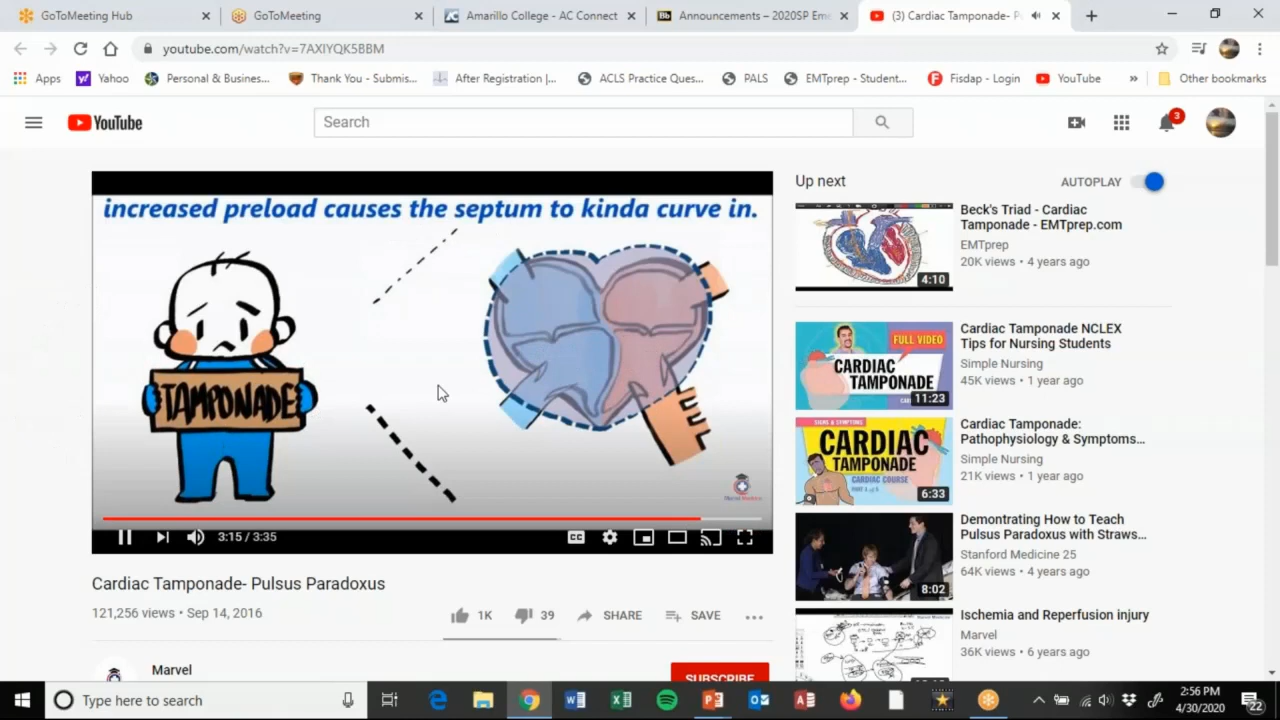 GoToMeeting Hub
GoToMeeting
Amarillo College - AC Connect
Announcements – 2020SP Eme
(3) Cardiac Tamponade- P
youtube.com/watch?v=7AXIYQK5BBM
Apps
Yahoo
Personal & Busines...
Thank You - Submis...
After Registration |...
ACLS Practice Ques...
PALS
EMTprep - Student...
Fisdap - Login
YouTube
»
Other bookmarks
YouTube
Search
3
increased preload causes the septum to kinda curve in.
TAMPONADE
3:15 / 3:35
CC
Cardiac Tamponade- Pulsus Paradoxus
121,256 views • Sep 14, 2016
1K
39
SHARE
SAVE
Marvel
SUBSCRIBE
Up next
AUTOPLAY
4:10
Beck's Triad - Cardiac
Tamponade - EMTprep.com
EMTprep
20K views • 4 years ago
FULL VIDEO
CARDIAC
TAMPONADE
11:23
Cardiac Tamponade NCLEX
Tips for Nursing Students
Simple Nursing
45K views • 1 year ago
SIGNS & SYMPTOMS
CARDIAC
TAMPONADE
CARDIAC COURSE
6:33
Cardiac Tamponade:
Pathophysiology & Symptoms...
Simple Nursing
21K views • 1 year ago
8:02
Demontrating How to Teach
Pulsus Paradoxus with Straws...
Stanford Medicine 25
64K views • 4 years ago
Ischemia and Reperfusion injury
Marvel
36K views • 6 years ago
Type here to search
2:56 PM
4/30/2020
22